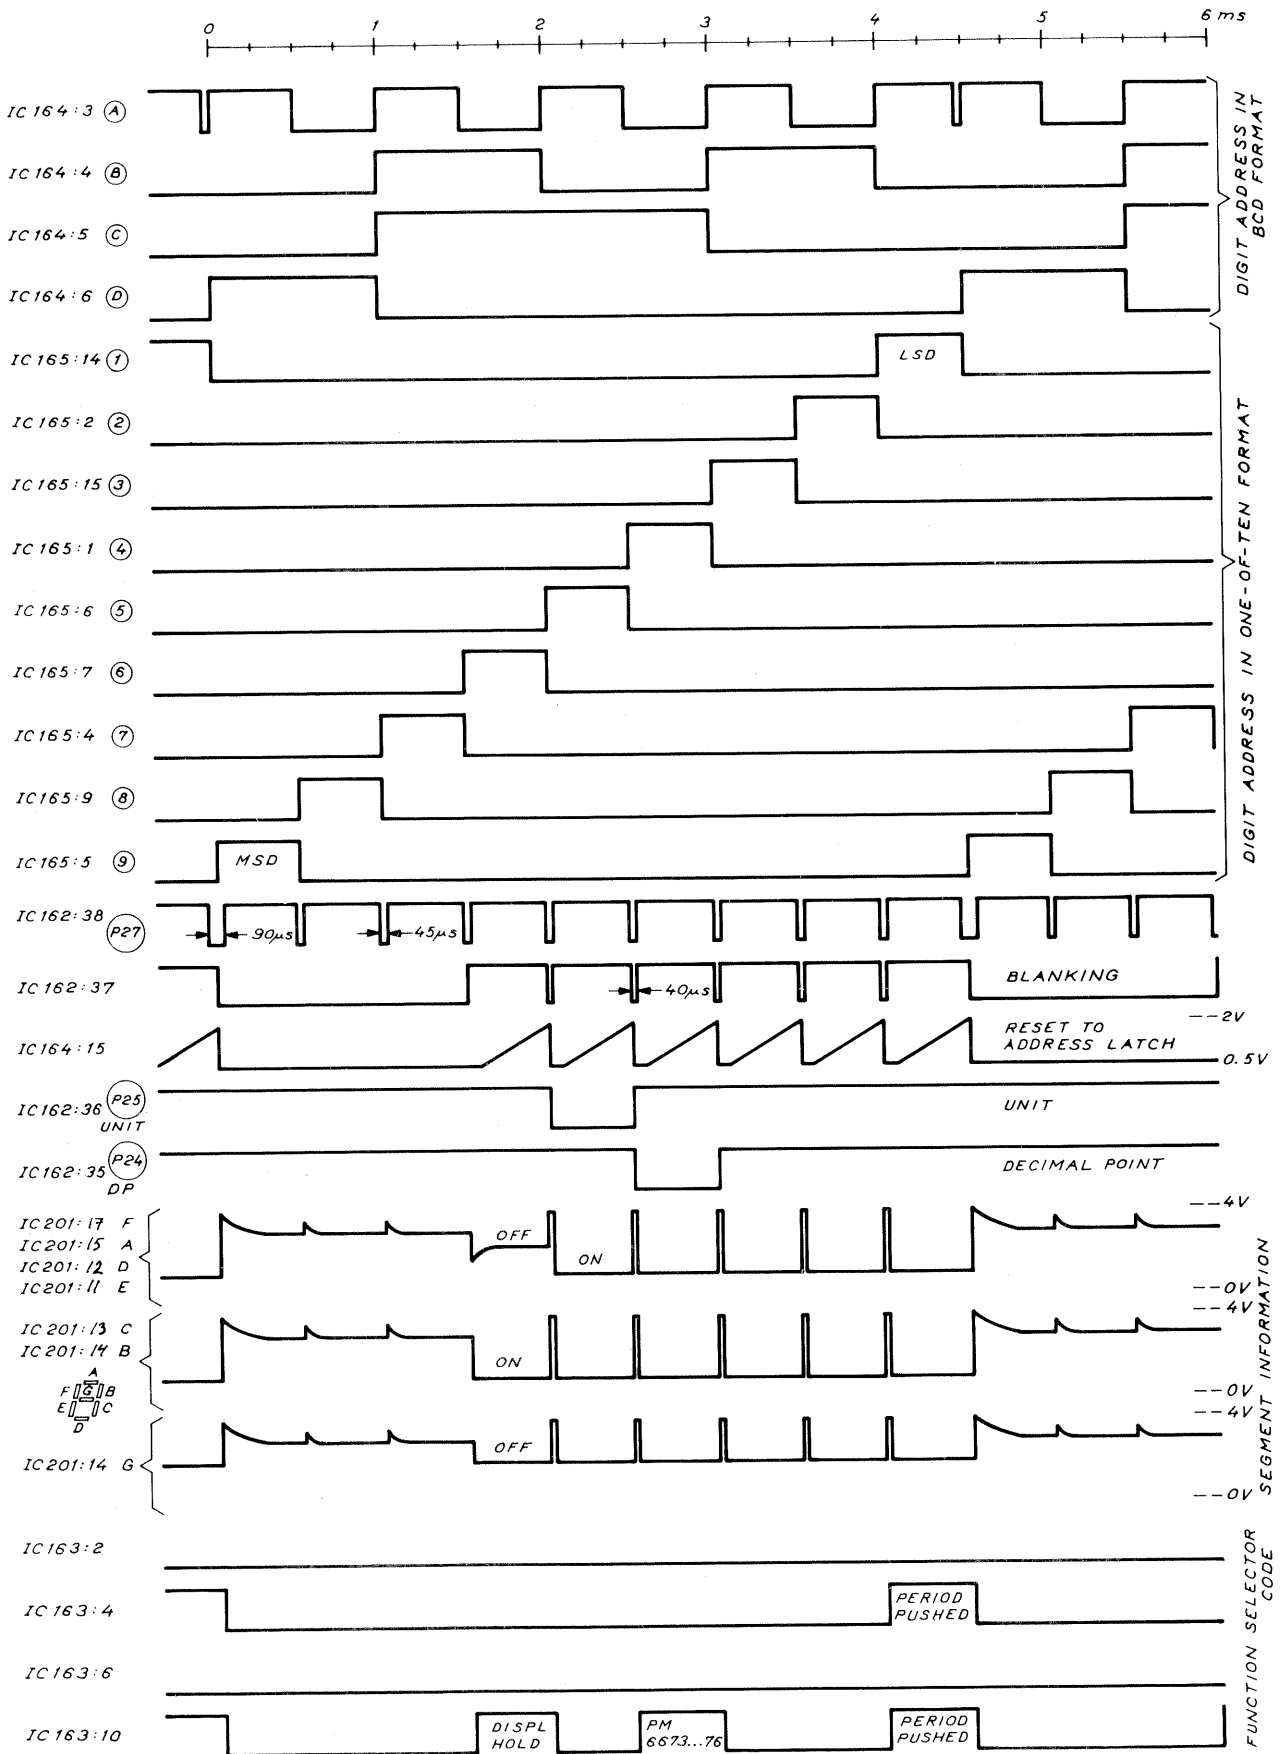 0 1 2 3 4 5 6 ms
IC 164:3 A
IC 164:4 B
IC 164:5 C
IC 164:6 D
DIGIT ADDRESS IN
BCD FORMAT
IC 165:14 1
LSD
IC 165:2 2
IC 165:15 3
IC 165:1 4
IC 165:6 5
IC 165:7 6
IC 165:4 7
IC 165:9 8
IC 165:5 9
MSD
DIGIT ADDRESS IN ONE-OF-TEN FORMAT
IC 162:38
P27
90µs
45µs
IC 162:37
40µs
BLANKING
IC 164:15
RESET TO
ADDRESS LATCH
--2V
0.5V
IC 162:36 P25
UNIT
UNIT
IC 162:35 P24
DP
DECIMAL POINT
IC 201:17 F
IC 201:15 A
IC 201:12 D
IC 201:11 E
OFF
ON
--4V
--0V
IC 201:13 C
IC 201:14 B
ON
--4V
--0V
A
F G B
E C
D
IC 201:14 G
OFF
--4V
--0V
SEGMENT INFORMATION
IC 163:2
IC 163:4
PERIOD
PUSHED
IC 163:6
IC 163:10
DISPL
HOLD
PM
6673...76
PERIOD
PUSHED
FUNCTION SELECTOR
CODE